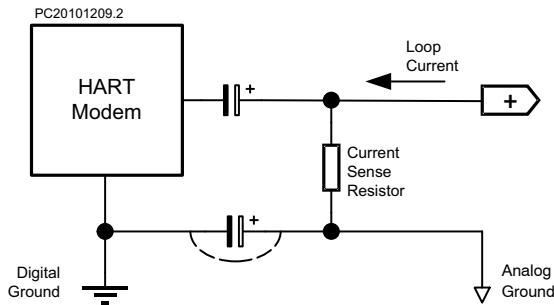 PC20101209.2
HART
Modem
+
Loop
Current
+
Current
Sense
Resistor
+
Digital
Ground
Analog
Ground